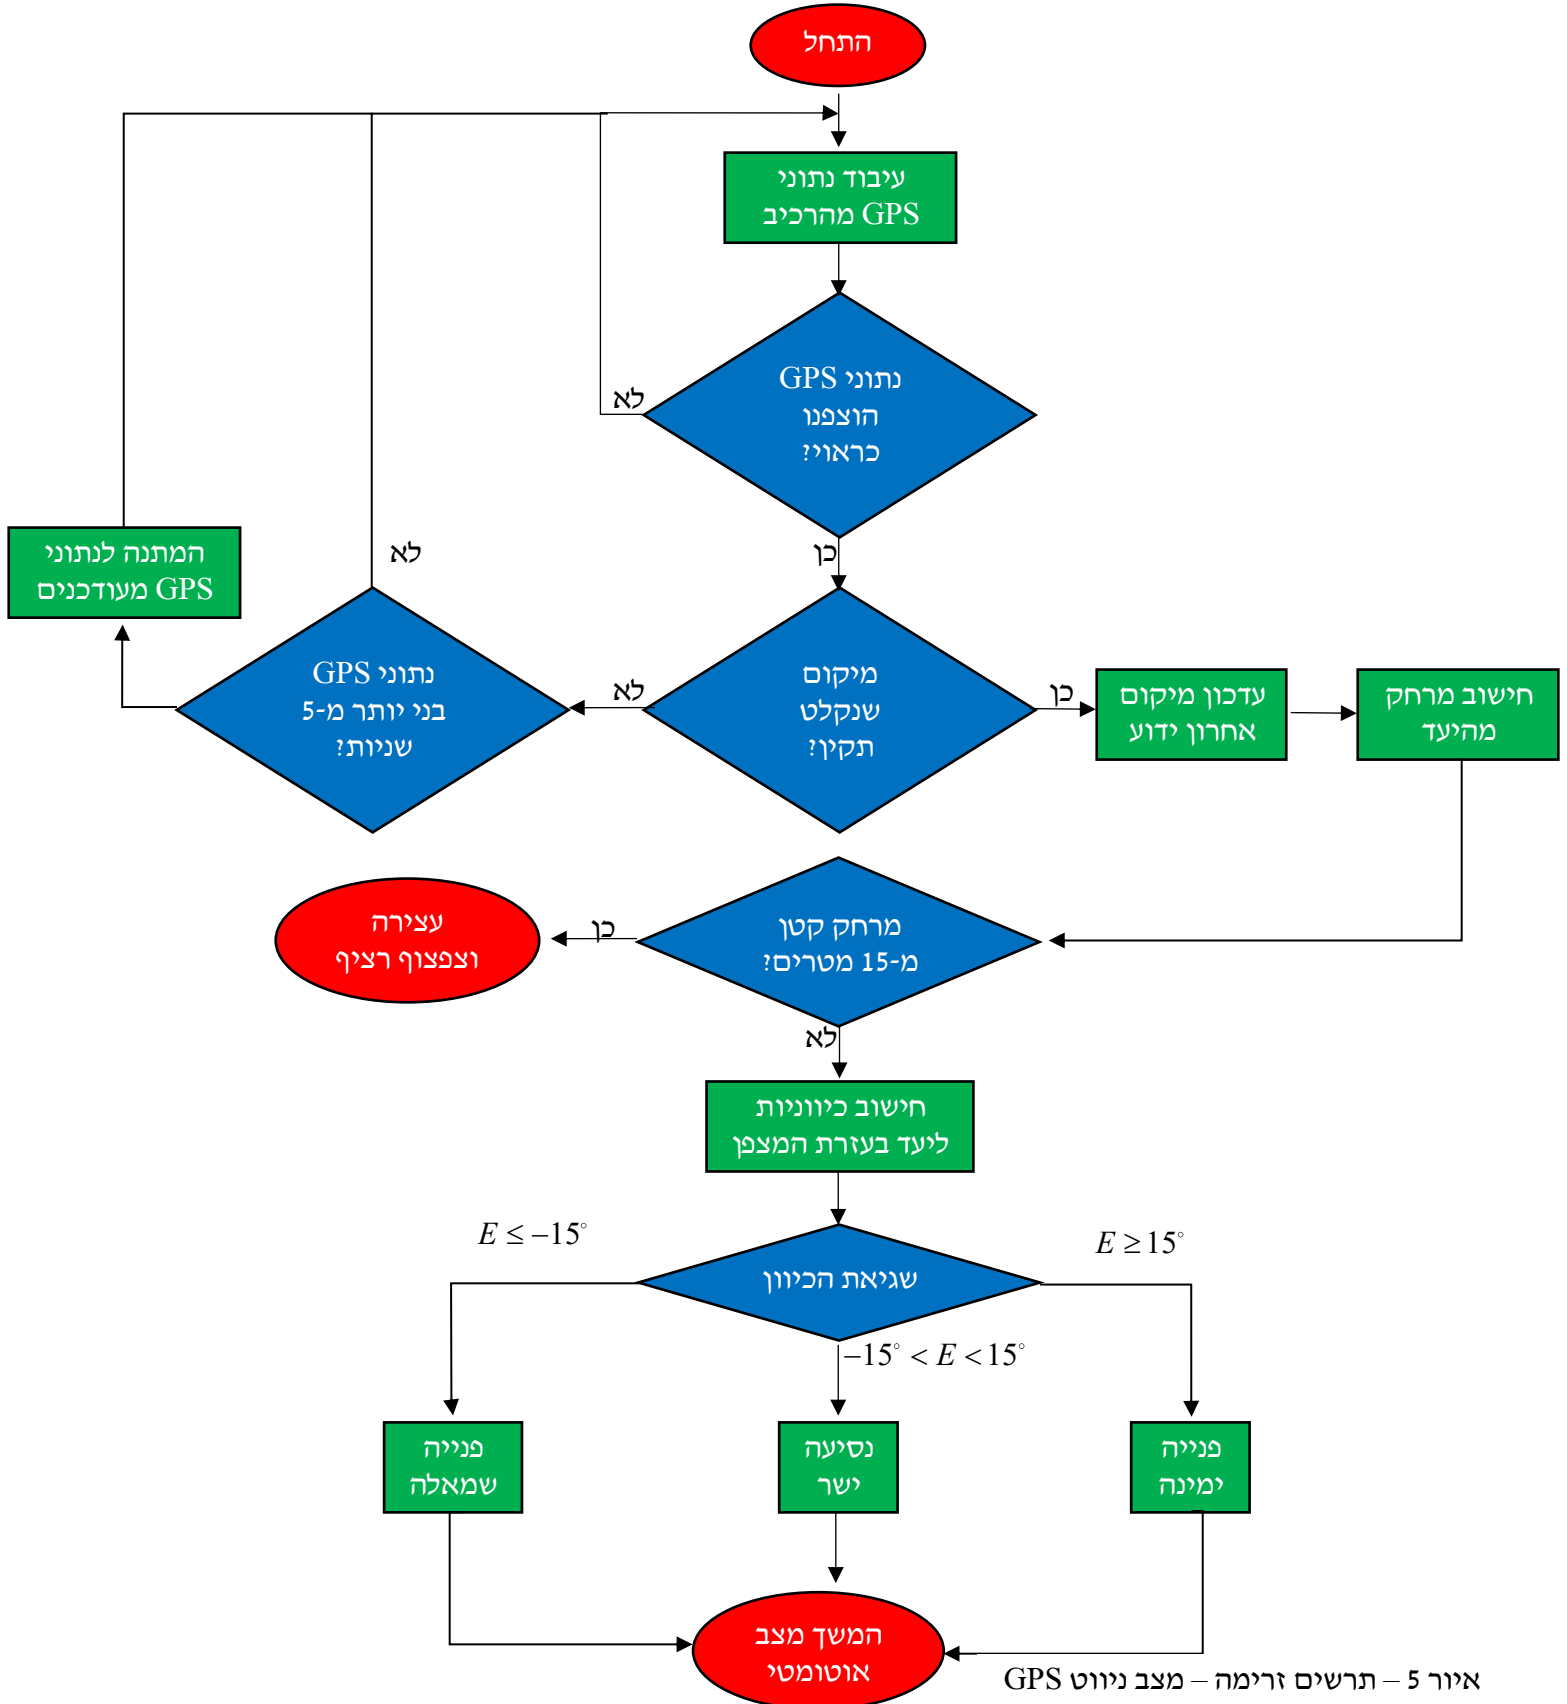 התחל
עיבוד נתוני
GPS מהרכיב
נתוני GPS
הוצפנו
כראוי?
לא
כן
המתנה לנתוני
GPS מעודכנים
לא
נתוני GPS
בני יותר מ-5
שניות?
לא
מיקום
שנקלט
תקין?
כן
עדכון מיקום
אחרון ידוע
חישוב מרחק
מהיעד
עצירה
וצפצוף רציף
כן
מרחק קטן
מ-15 מטרים?
לא
חישוב כיווניות
ליעד בעזרת המצפן
E ≤ −15°
שגיאת הכיוון
E ≥ 15°
−15° < E < 15°
פנייה
שמאלה
נסיעה
ישר
פנייה
ימינה
המשך מצב
אוטומטי
איור 5 – תרשים זרימה – מצב ניווט GPS